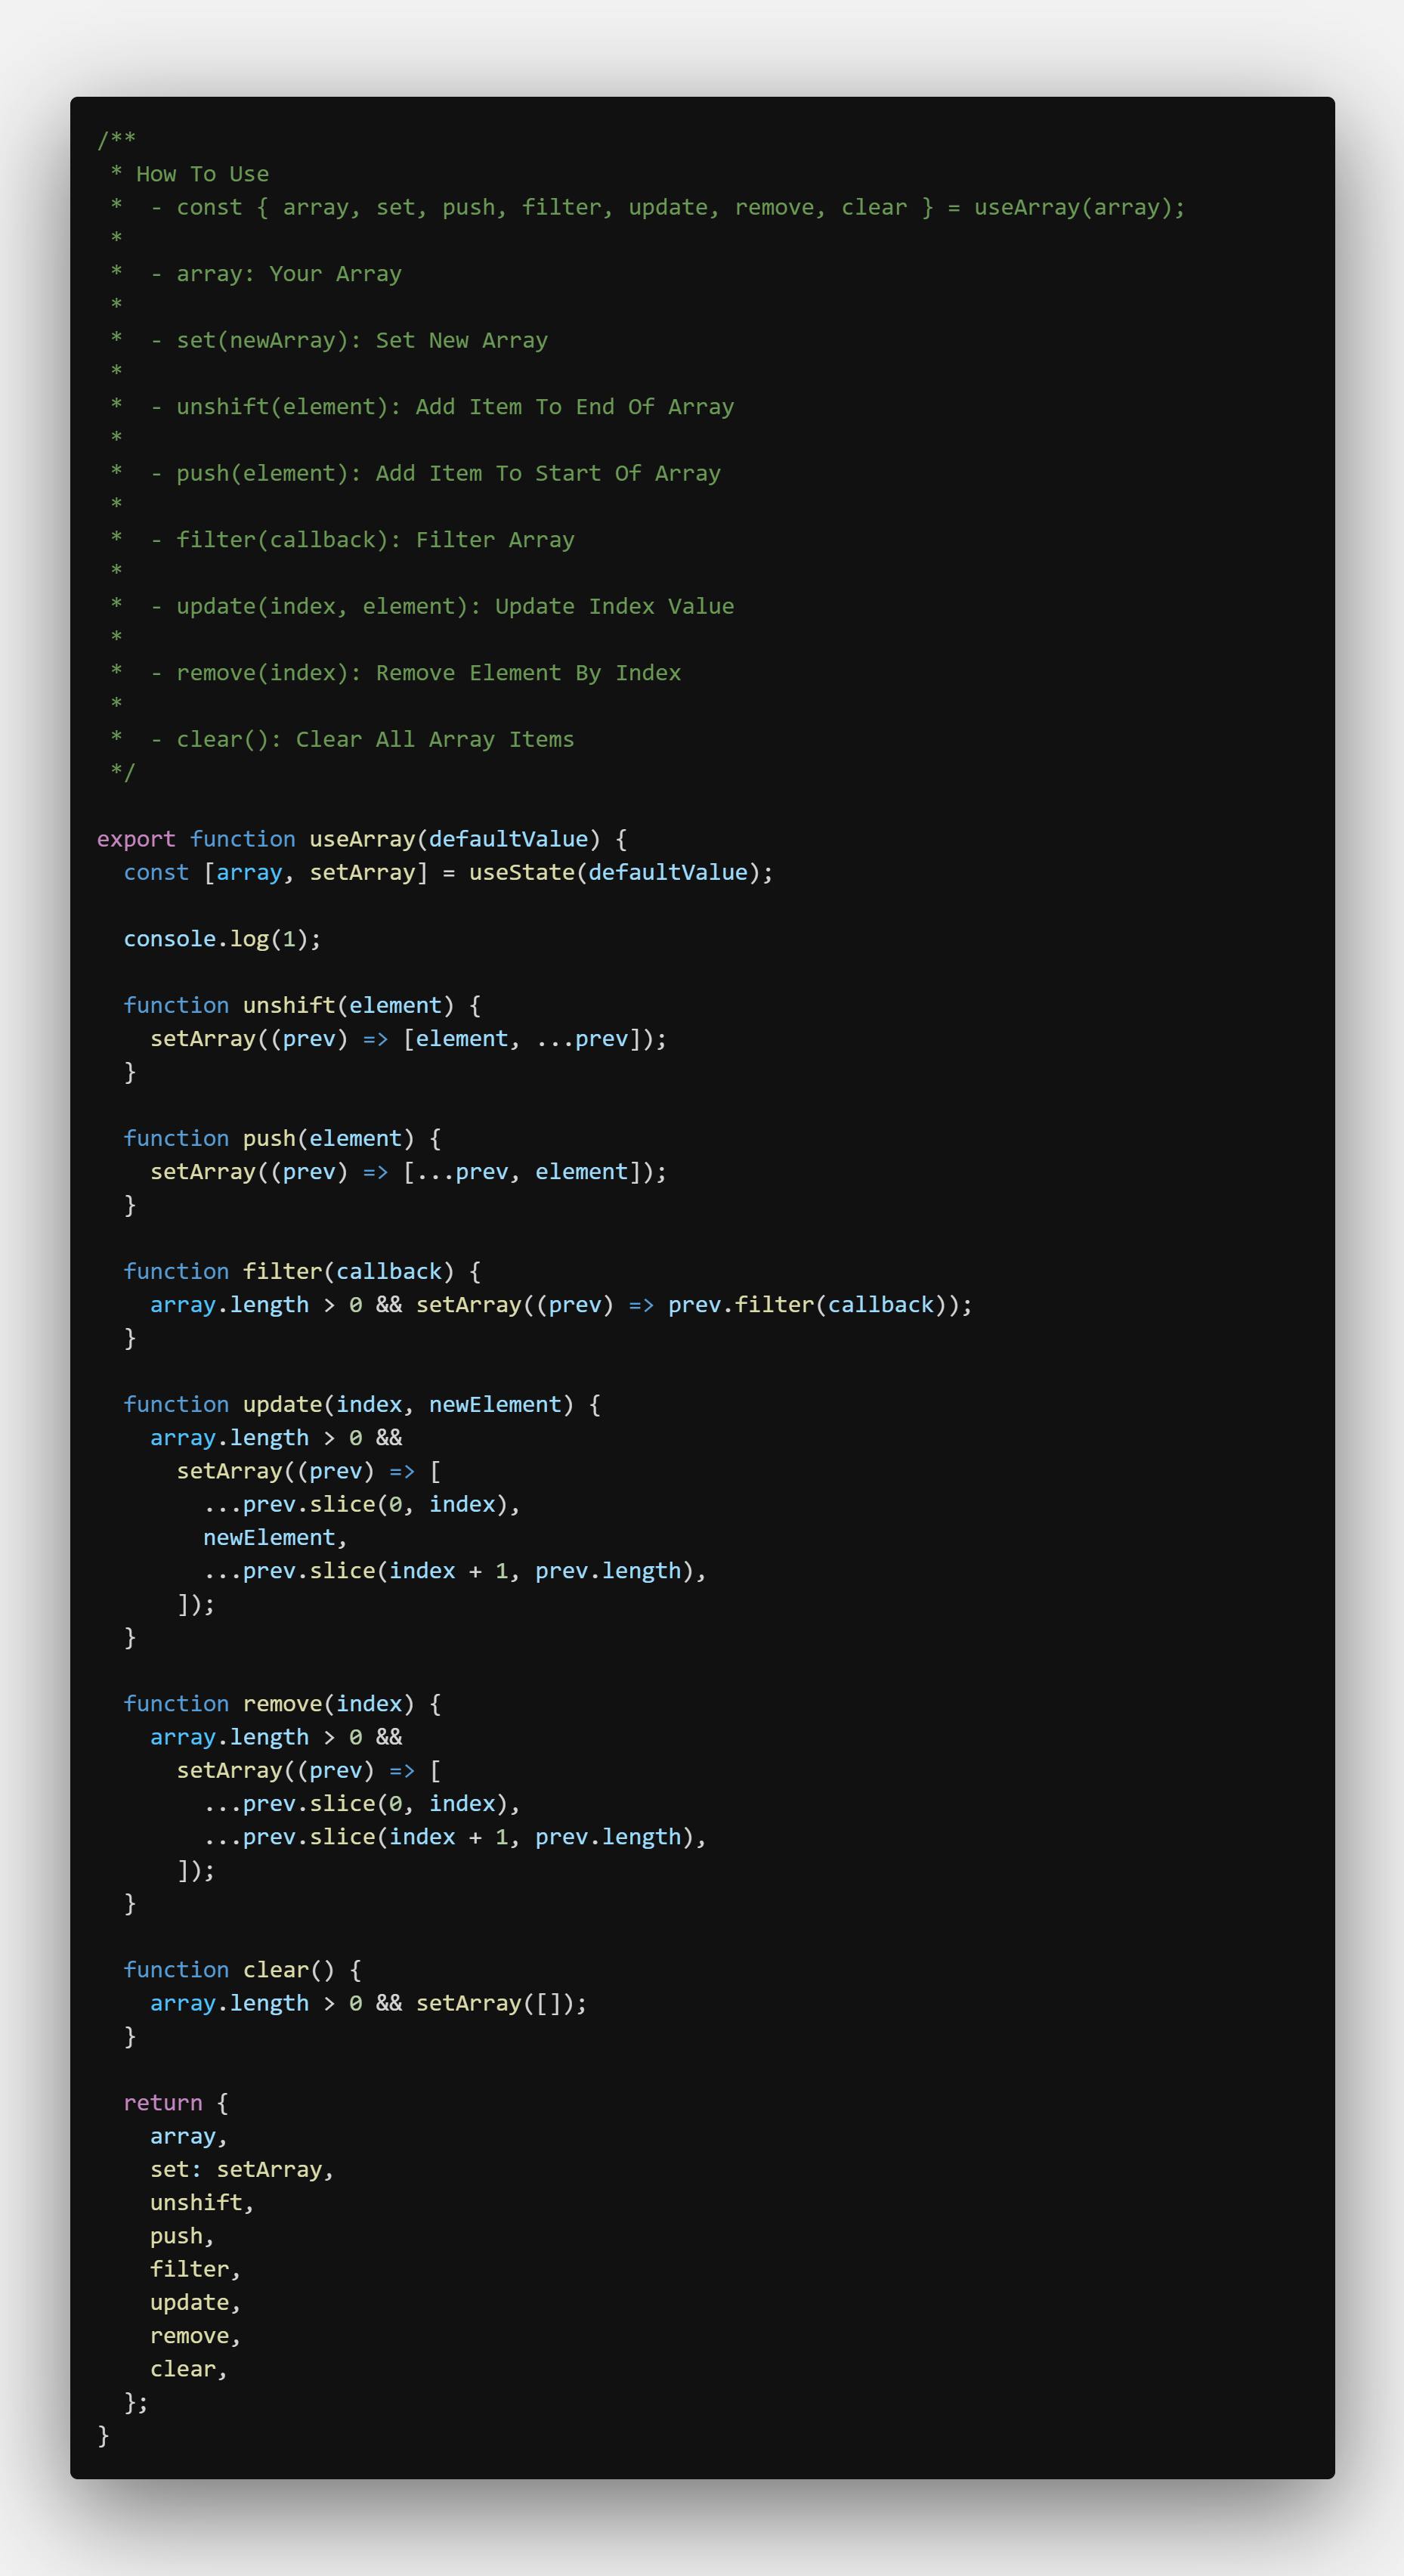 /**
 * How To Use
 *  - const { array, set, push, filter, update, remove, clear } = useArray(array);
 *
 *  - array: Your Array
 *
 *  - set(newArray): Set New Array
 *
 *  - unshift(element): Add Item To End Of Array
 *
 *  - push(element): Add Item To Start Of Array
 *
 *  - filter(callback): Filter Array
 *
 *  - update(index, element): Update Index Value
 *
 *  - remove(index): Remove Element By Index
 *
 *  - clear(): Clear All Array Items
 */

export function useArray(defaultValue) {
  const [array, setArray] = useState(defaultValue);

  console.log(1);

  function unshift(element) {
    setArray((prev) => [element, ...prev]);
  }

  function push(element) {
    setArray((prev) => [...prev, element]);
  }

  function filter(callback) {
    array.length > 0 && setArray((prev) => prev.filter(callback));
  }

  function update(index, newElement) {
    array.length > 0 &&
      setArray((prev) => [
        ...prev.slice(0, index),
        newElement,
        ...prev.slice(index + 1, prev.length),
      ]);
  }

  function remove(index) {
    array.length > 0 &&
      setArray((prev) => [
        ...prev.slice(0, index),
        ...prev.slice(index + 1, prev.length),
      ]);
  }

  function clear() {
    array.length > 0 && setArray([]);
  }

  return {
    array,
    set: setArray,
    unshift,
    push,
    filter,
    update,
    remove,
    clear,
  };
}